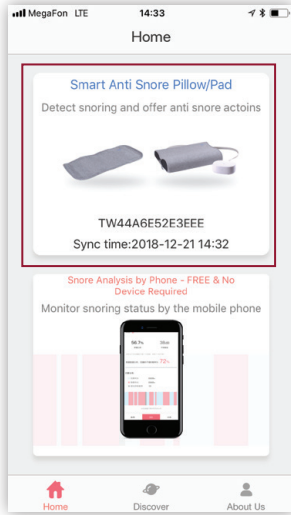 MegaFon LTE 14:33
Home
Smart Anti Snore Pillow/Pad
Detect snoring and offer anti snore actoins
TW44A6E52E3EEE
Sync time:2018-12-21 14:32
Snore Analysis by Phone - FREE & No
Device Required
Monitor snoring status by the mobile phone
Home Discover About Us